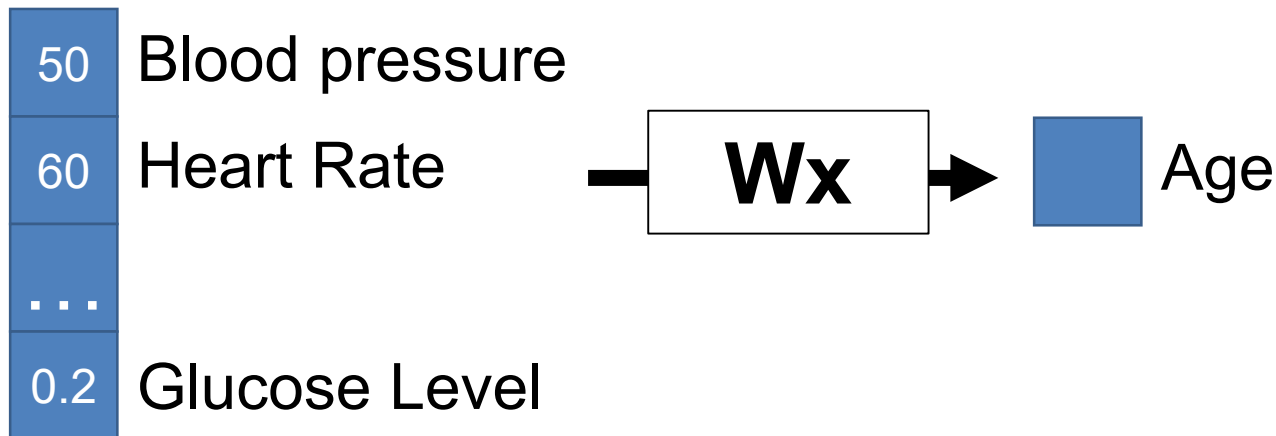 50 Blood pressure
60 Heart Rate
Wx
Age
...
0.2 Glucose Level